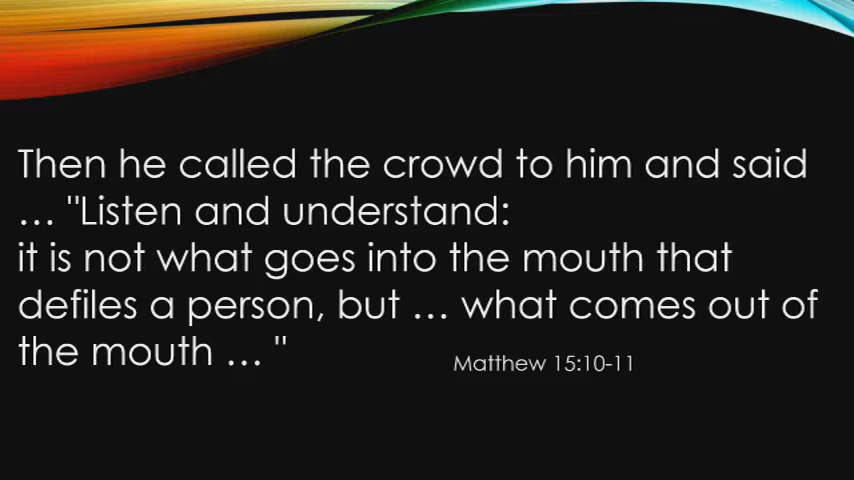 Then he called the crowd to him and said
… "Listen and understand:
it is not what goes into the mouth that
defiles a person, but … what comes out of
the mouth … "
Matthew 15:10-11